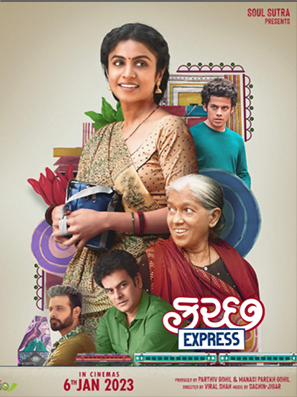 SOUL SUTRA
PRESENTS
કચ્છ
EXPRESS
IN CINEMAS
6TH JAN 2023
PRODUCED BY PARTHIV GOHIL & MANASI PAREKH GOHIL
DIRECTED BY VIRAL SHAH MUSIC BY SACHIN-JIGAR